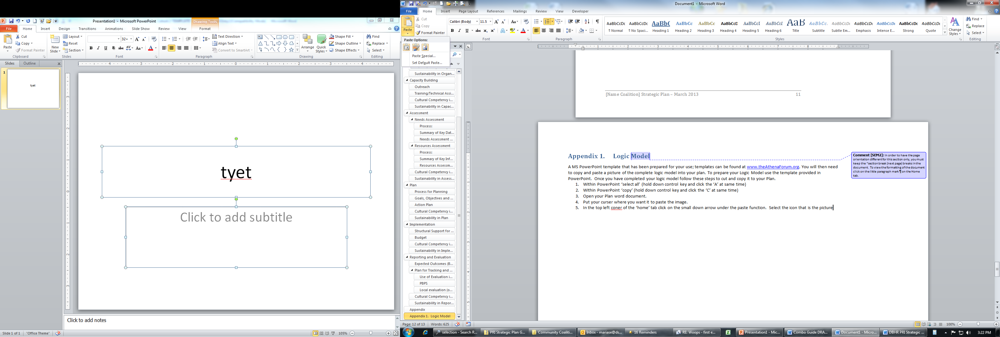 Presentation1 - Microsoft PowerPoint
Drawing Tools
File Home Insert Design Transitions Animations Slide Show Review View Format
Paste
Cut
Copy
Format Painter
Clipboard
New Slide
Layout
Reset
Section
Slides
32+
Font
Text Direction
Align Text
Convert to SmartArt
Paragraph
Arrange
Quick Styles
Shape Fill
Shape Outline
Shape Effects
Drawing
Find
Replace
Select
Editing
Slides Outline
1
tyet
tyet
Click to add subtitle
Click to add notes
Slide 1 of 1 "Office Theme" 105%
Document1 - Microsoft Word
File Home Insert Page Layout References Mailings Review View Developer
Paste
Cut
Copy
Format Painter
Calibri (Body) 11.5
Font
Paragraph
AaBbCcDc ¶ Normal
AaBbCcDc ¶ No Spaci...
AaBbC Heading 1
AaBbCc Heading 2
AaBbCc Heading 3
AaBbCcD Heading 4
AaBbCcI Heading 5
AaBbCcI Heading 6
AaB Title
AaBbCc. Subtitle
AaBbCcDc Subtle Em...
AaBbCcDc Emphasis
AaBbCcDc Intense E...
AaBbCcDc Strong
AaBbCcDc Quote
Change Styles
Styles
Find
Replace
Select
Editing
Paste Options:
Paste Special...
Set Default Paste...
Sustainability in Organ...
Capacity Building
Outreach
Training/Technical Assi...
Cultural Competency i...
Sustainability in Capac...
Assessment
Needs Assessment
Process:
Summary of Key Dat...
Needs Assessment ...
Resources Assessment
Process:
Summary of Key Inf...
Resources Assessm...
Cultural Competency i...
Sustainability in Assess...
Plan
Process for Planning
Goals, Objectives and ...
Action Plan
Cultural Competency i...
Sustainability in Plan
Implementation
Structural Support for ...
Budget
Cultural Competency i...
Sustainability in Imple...
Reporting and Evaluation
Expected Outcomes (B...
Plan for Tracking and ...
Use of Evaluation i...
PBPS
Local evaluation (o...
Cultural Competency i...
Sustainability in Repor...
Appendix
Appendix 1. Logic Model
[Name Coalition] Strategic Plan – March 2013 11
Appendix 1. Logic Model
A MS PowerPoint template that has been prepared for your use; templates can be found at www.theAthenaForum.org. You will then need
to copy and paste a picture of the complete logic model into your plan. To prepare your Logic Model use the template provided in
PowerPoint. Once you have completed your logic model follow these steps to cut and copy it to your Plan.
1. Within PowerPoint ‘select all’ (hold down control key and click the ‘A’ at same time)
2. Within PowerPoint ‘copy’ (hold down control key and click the ‘C’ at same time)
3. Open your Plan word document.
4. Put your curser where you want it to paste the image.
5. In the top left coner of the ‘home’ tab click on the small down arrow under the paste function. Select the icon that is the picture
Comment [SEM2]: In order to have the page
orientation different for this section only, you must
keep the “section break (next page) breaks in the
document. To view the formatting of the document
click on the little paragraph mark ¶ on the Home
tab.
Page: 12 of 13 Words: 625 100%
selection - Search R...
PRI Strategic Plan G...
Community Coaliti...
Inbox - mariase@ds...
16 Reminders
RE: Woops - first e...
Presentation1 - Mic...
Combo Guide DRA...
Document1 - Micro...
DBHR PRI Strategic ...
3:22 PM